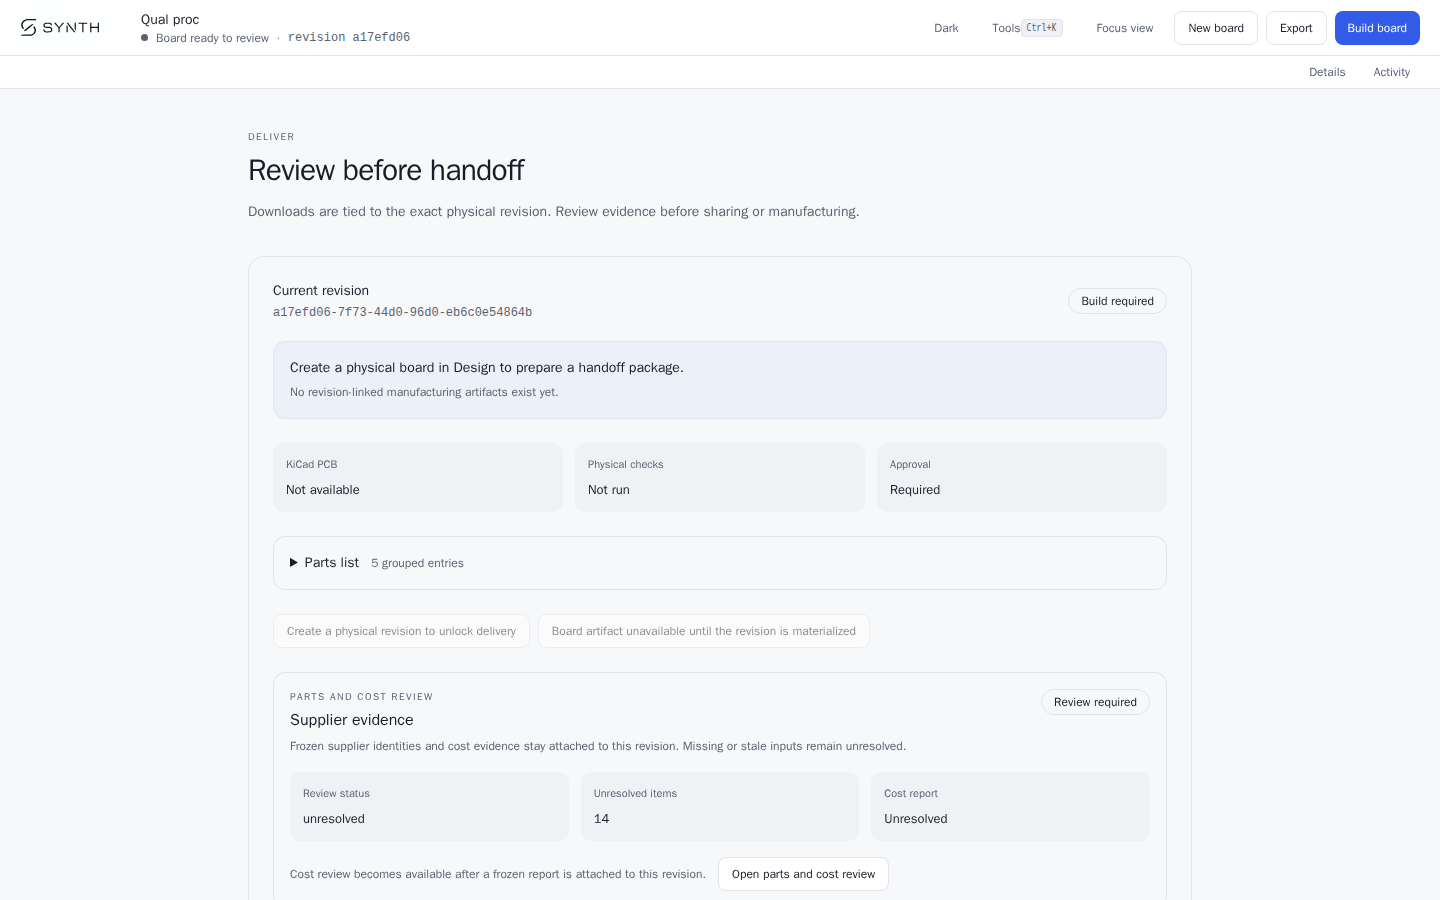 SYNTH
Qual proc
Board ready to review · revision a17efd06
Dark
Tools Ctrl+K
Focus view
New board
Export
Build board
Details
Activity
DELIVER
Review before handoff
Downloads are tied to the exact physical revision. Review evidence before sharing or manufacturing.
Current revision
a17efd06-7f73-44d0-96d0-eb6c0e54864b
Build required
Create a physical board in Design to prepare a handoff package.
No revision-linked manufacturing artifacts exist yet.
KiCad PCB
Not available
Physical checks
Not run
Approval
Required
Parts list 5 grouped entries
Create a physical revision to unlock delivery
Board artifact unavailable until the revision is materialized
PARTS AND COST REVIEW
Supplier evidence
Review required
Frozen supplier identities and cost evidence stay attached to this revision. Missing or stale inputs remain unresolved.
Review status
unresolved
Unresolved items
14
Cost report
Unresolved
Cost review becomes available after a frozen report is attached to this revision.
Open parts and cost review